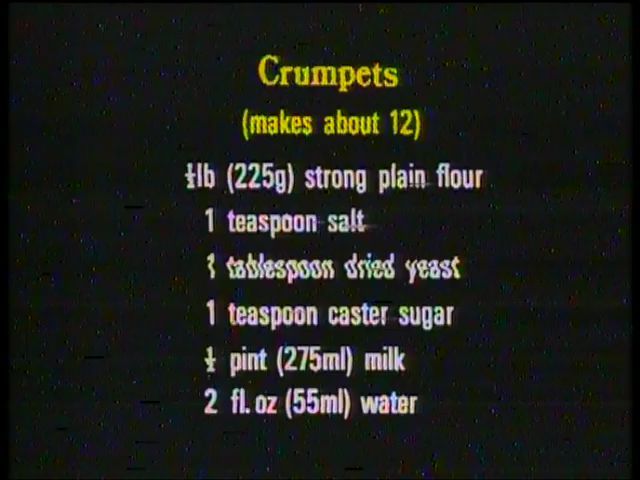 Crumpets
(makes about 12)
½lb (225g) strong plain flour
1 teaspoon salt
tablespoon dried yeast
1 teaspoon caster sugar
½ pint (275ml) milk
2 fl. oz (55ml) water